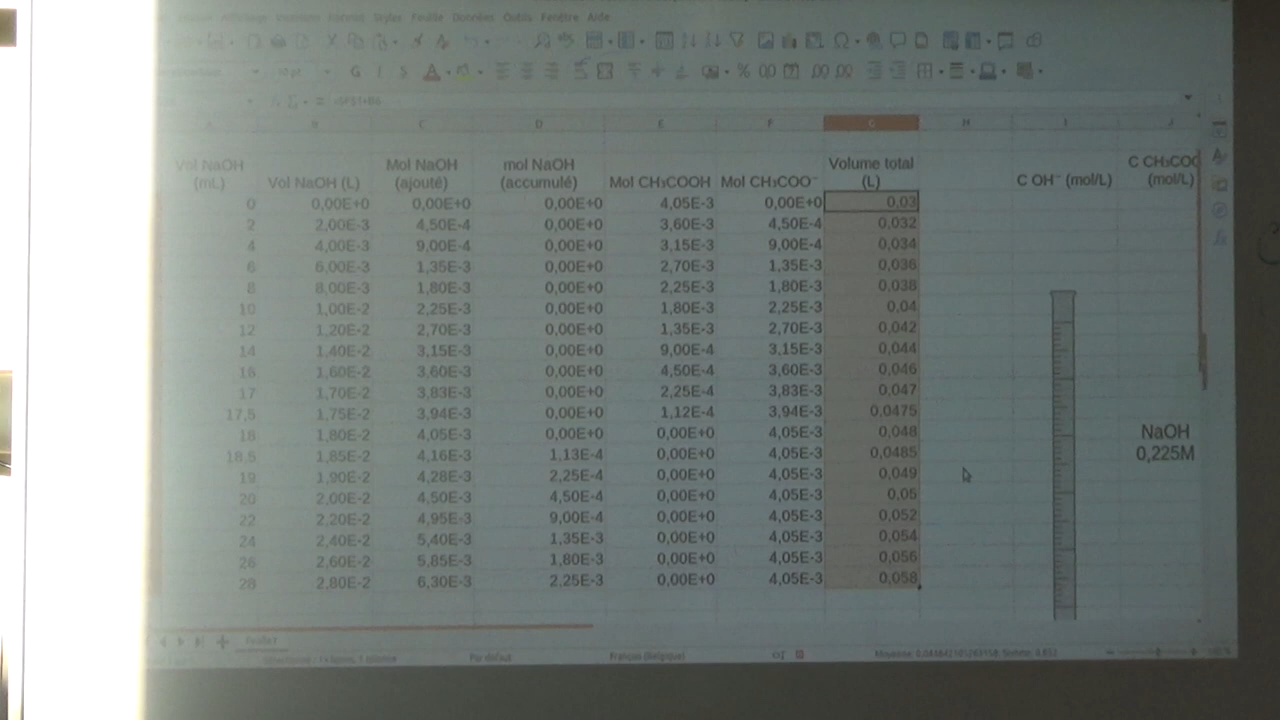 Affichage Insertion Format Styles Feuille Données Outils Fenêtre Aide
10 pt
G I S
A B C D E F G H I J
Vol NaOH (mL) Vol NaOH (L) Mol NaOH (ajouté) mol NaOH (accumulé) Mol CH₃COOH Mol CH₃COO⁻ Volume total (L) C OH⁻ (mol/L) C CH₃COO (mol/L)
0 0,00E+0 0,00E+0 0,00E+0 4,05E-3 0,00E+0 0,03
2 2,00E-3 4,50E-4 0,00E+0 3,60E-3 4,50E-4 0,032
4 4,00E-3 9,00E-4 0,00E+0 3,15E-3 9,00E-4 0,034
6 6,00E-3 1,35E-3 0,00E+0 2,70E-3 1,35E-3 0,036
8 8,00E-3 1,80E-3 0,00E+0 2,25E-3 1,80E-3 0,038
10 1,00E-2 2,25E-3 0,00E+0 1,80E-3 2,25E-3 0,04
12 1,20E-2 2,70E-3 0,00E+0 1,35E-3 2,70E-3 0,042
14 1,40E-2 3,15E-3 0,00E+0 9,00E-4 3,15E-3 0,044
16 1,60E-2 3,60E-3 0,00E+0 4,50E-4 3,60E-3 0,046
17 1,70E-2 3,83E-3 0,00E+0 2,25E-4 3,83E-3 0,047
17,5 1,75E-2 3,94E-3 0,00E+0 1,12E-4 3,94E-3 0,0475
18 1,80E-2 4,05E-3 0,00E+0 0,00E+0 4,05E-3 0,048
18,5 1,85E-2 4,16E-3 1,13E-4 0,00E+0 4,05E-3 0,0485
19 1,90E-2 4,28E-3 2,25E-4 0,00E+0 4,05E-3 0,049
20 2,00E-2 4,50E-3 4,50E-4 0,00E+0 4,05E-3 0,05
22 2,20E-2 4,95E-3 9,00E-4 0,00E+0 4,05E-3 0,052
24 2,40E-2 5,40E-3 1,35E-3 0,00E+0 4,05E-3 0,054
26 2,60E-2 5,85E-3 1,80E-3 0,00E+0 4,05E-3 0,056
28 2,80E-2 6,30E-3 2,25E-3 0,00E+0 4,05E-3 0,058
NaOH
0,225M
Par défaut Français (Belgique)